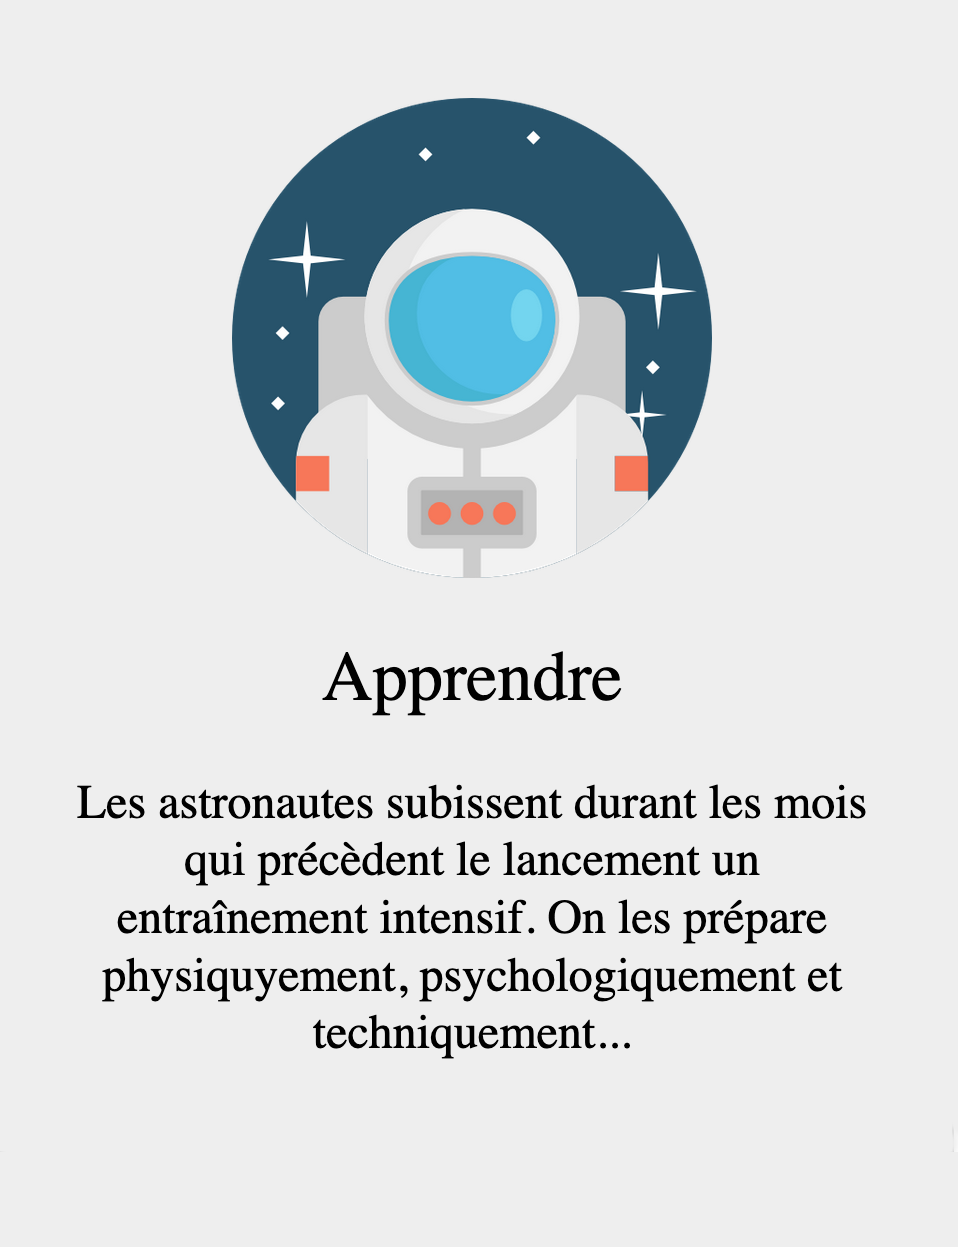 Apprendre
Les astronautes subissent durant les mois
qui précèdent le lancement un
entraînement intensif. On les prépare
physiquyement, psychologiquement et
techniquement...